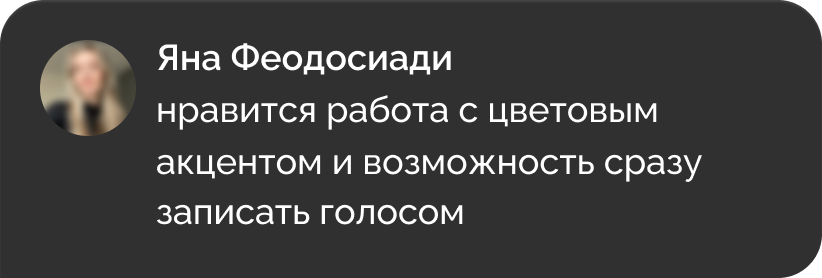 Яна Феодосиади
нравится работа с цветовым
акцентом и возможность сразу
записать голосом